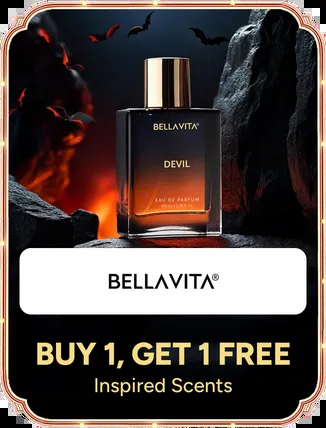 BELLAVITA®
DEVIL
EAU DE PARFUM
BELLAVITA®
BUY 1, GET 1 FREE
Inspired Scents